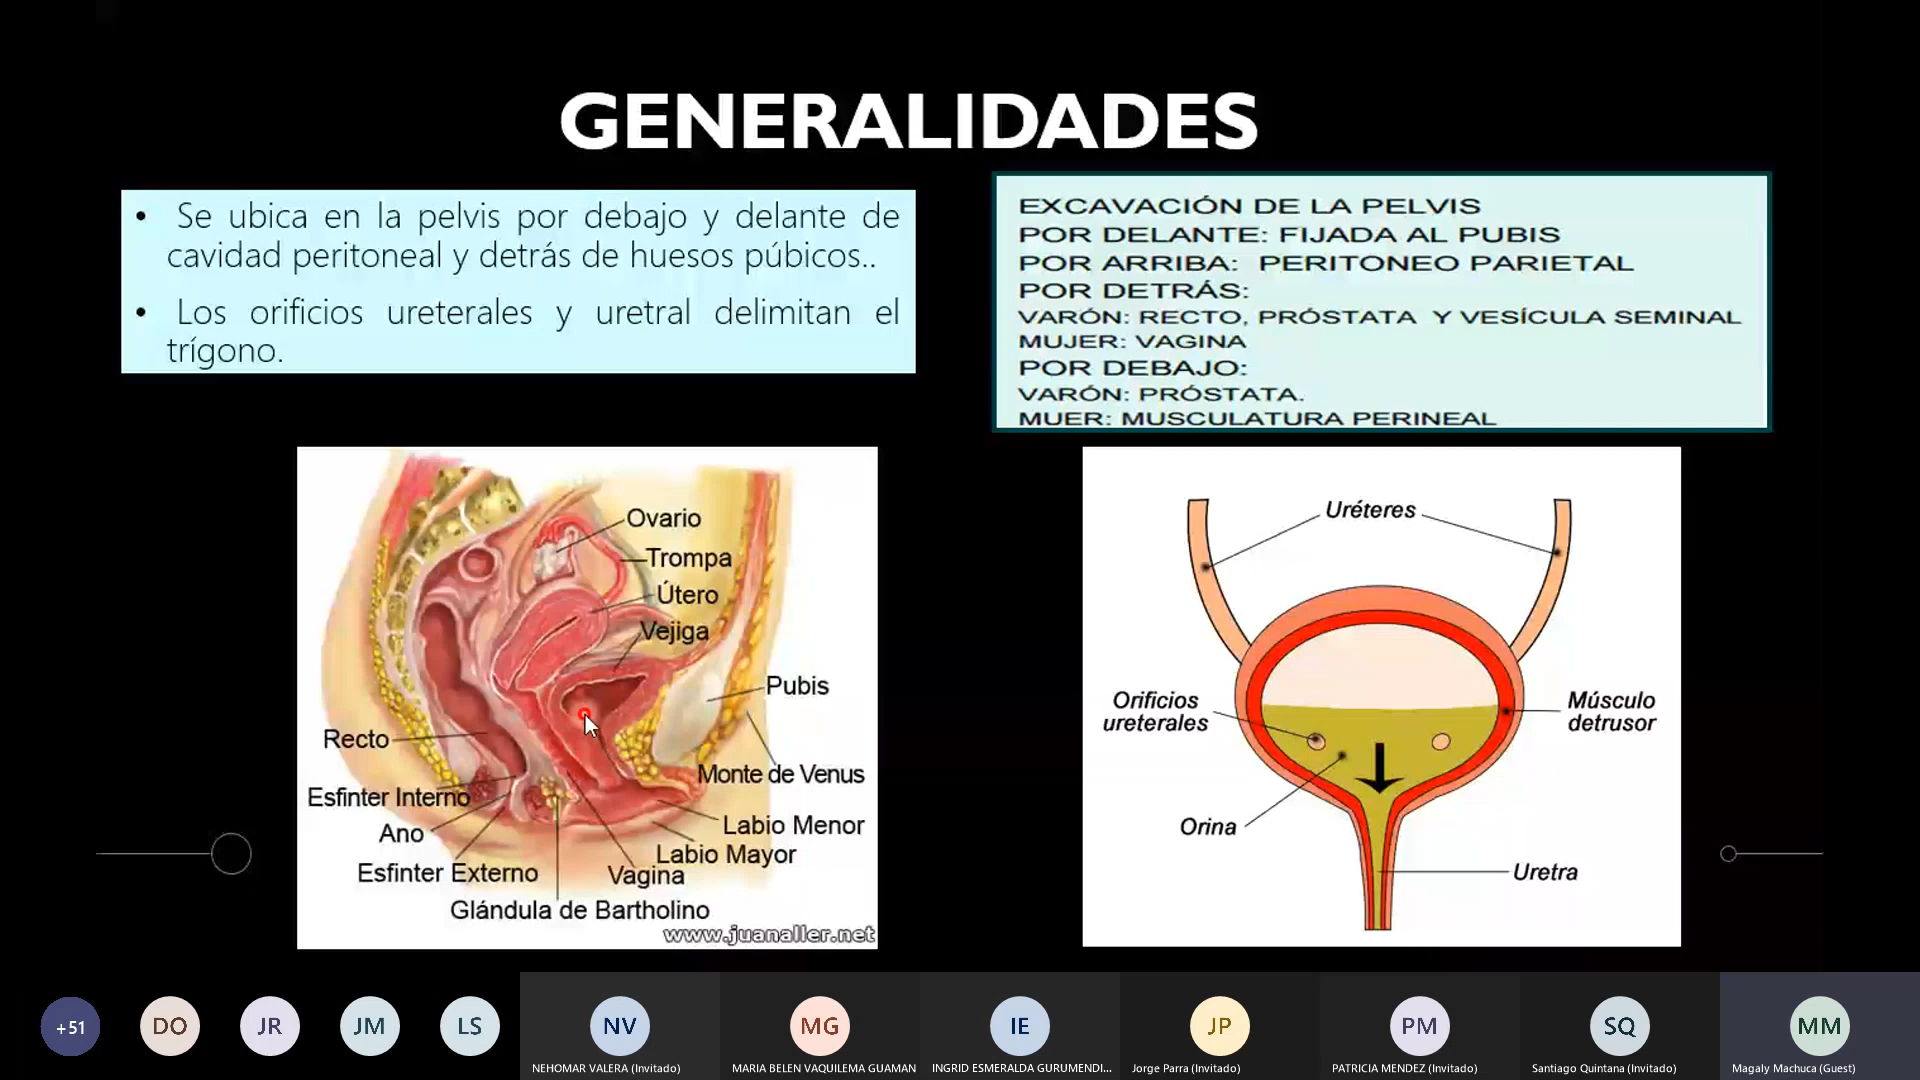 GENERALIDADES
• Se ubica en la pelvis por debajo y delante de
cavidad peritoneal y detrás de huesos púbicos..
• Los orificios ureterales y uretral delimitan el
trígono.
EXCAVACIÓN DE LA PELVIS
POR DELANTE: FIJADA AL PUBIS
POR ARRIBA: PERITONEO PARIETAL
POR DETRÁS:
VARÓN: RECTO, PRÓSTATA Y VESÍCULA SEMINAL
MUJER: VAGINA
POR DEBAJO:
VARÓN: PRÓSTATA.
MUER: MUSCULATURA PERINEAL
Ovario
Trompa
Útero
Vejiga
Pubis
Recto
Monte de Venus
Esfinter Interno
Labio Menor
Ano
Labio Mayor
Esfinter Externo
Vagina
Glándula de Bartholino
www.juanaller.net
Uréteres
Orificios
ureterales
Músculo
detrusor
Orina
Uretra
+51
DO
JR
JM
LS
NV
MG
IE
JP
PM
SQ
MM
NEHOMAR VALERA (Invitado)
MARIA BELEN VAQUILEMA GUAMAN
INGRID ESMERALDA GURUMENDI...
Jorge Parra (Invitado)
PATRICIA MENDEZ (Invitado)
Santiago Quintana (Invitado)
Magaly Machuca (Guest)